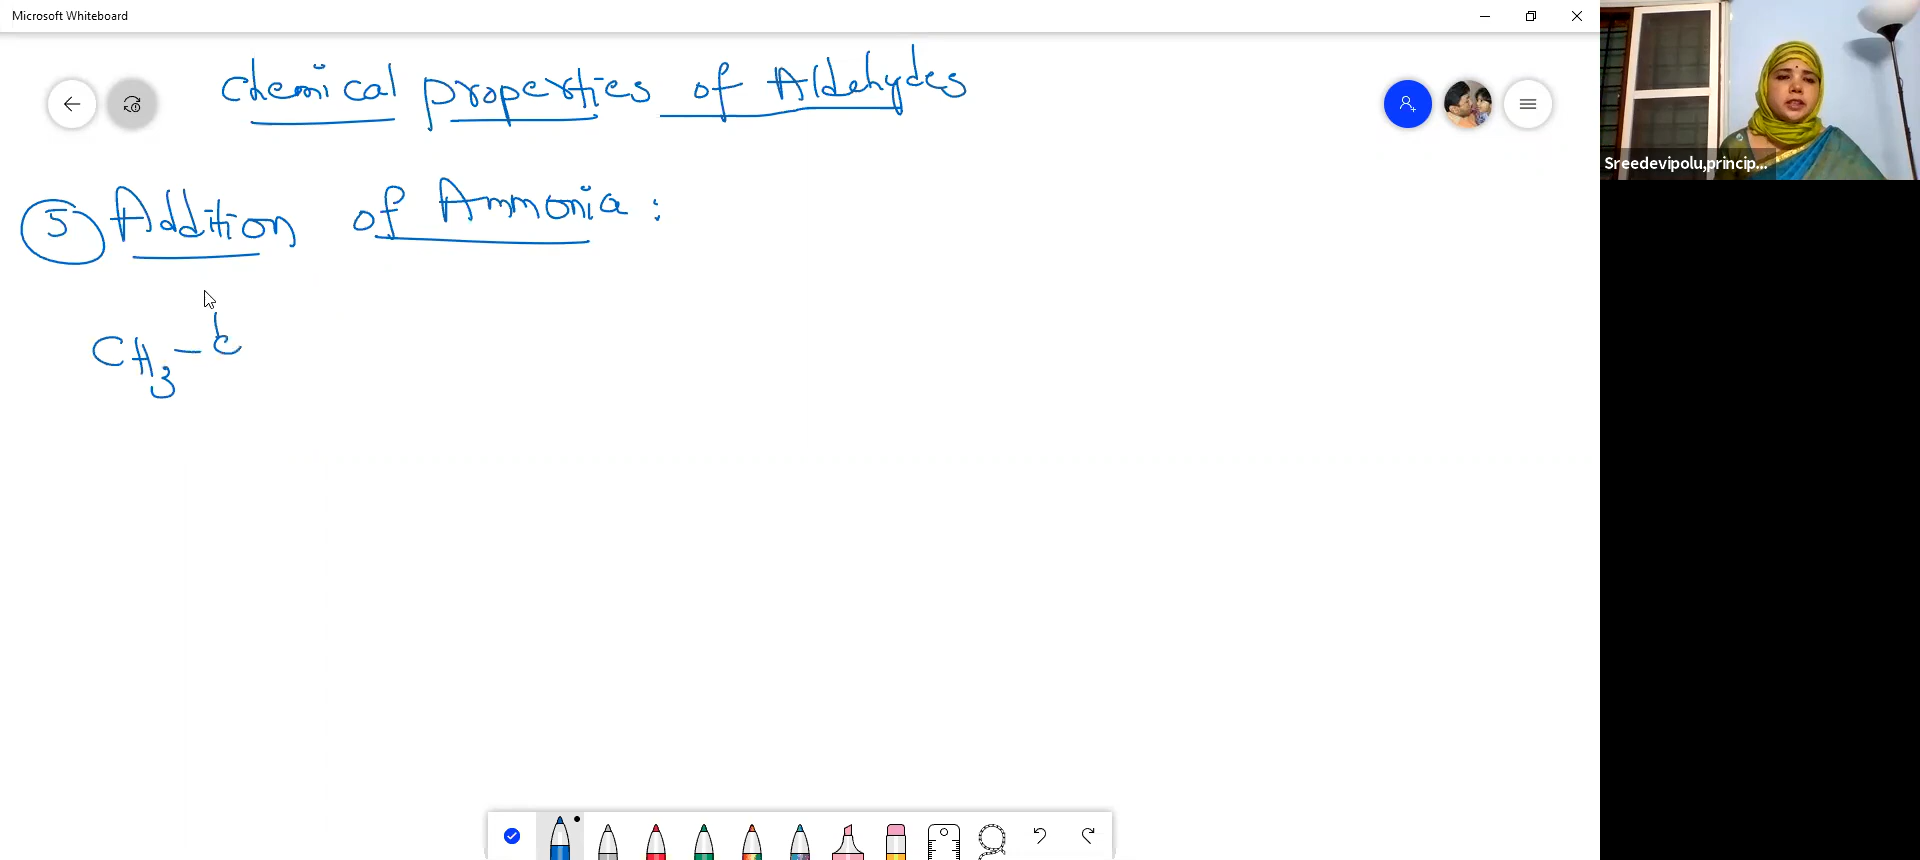 Microsoft Whiteboard
Chemical properties of Aldehydes
Sreedevipolu,princip...
5 Addition of Ammonia :
CH3 - C